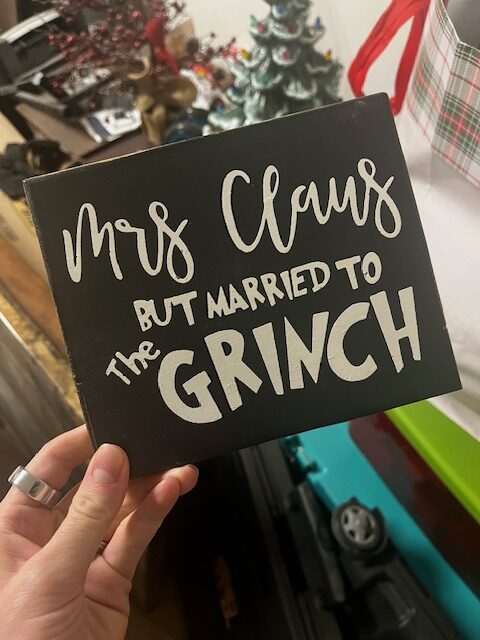 Mrs Claus
BUT MARRIED TO
The GRINCH